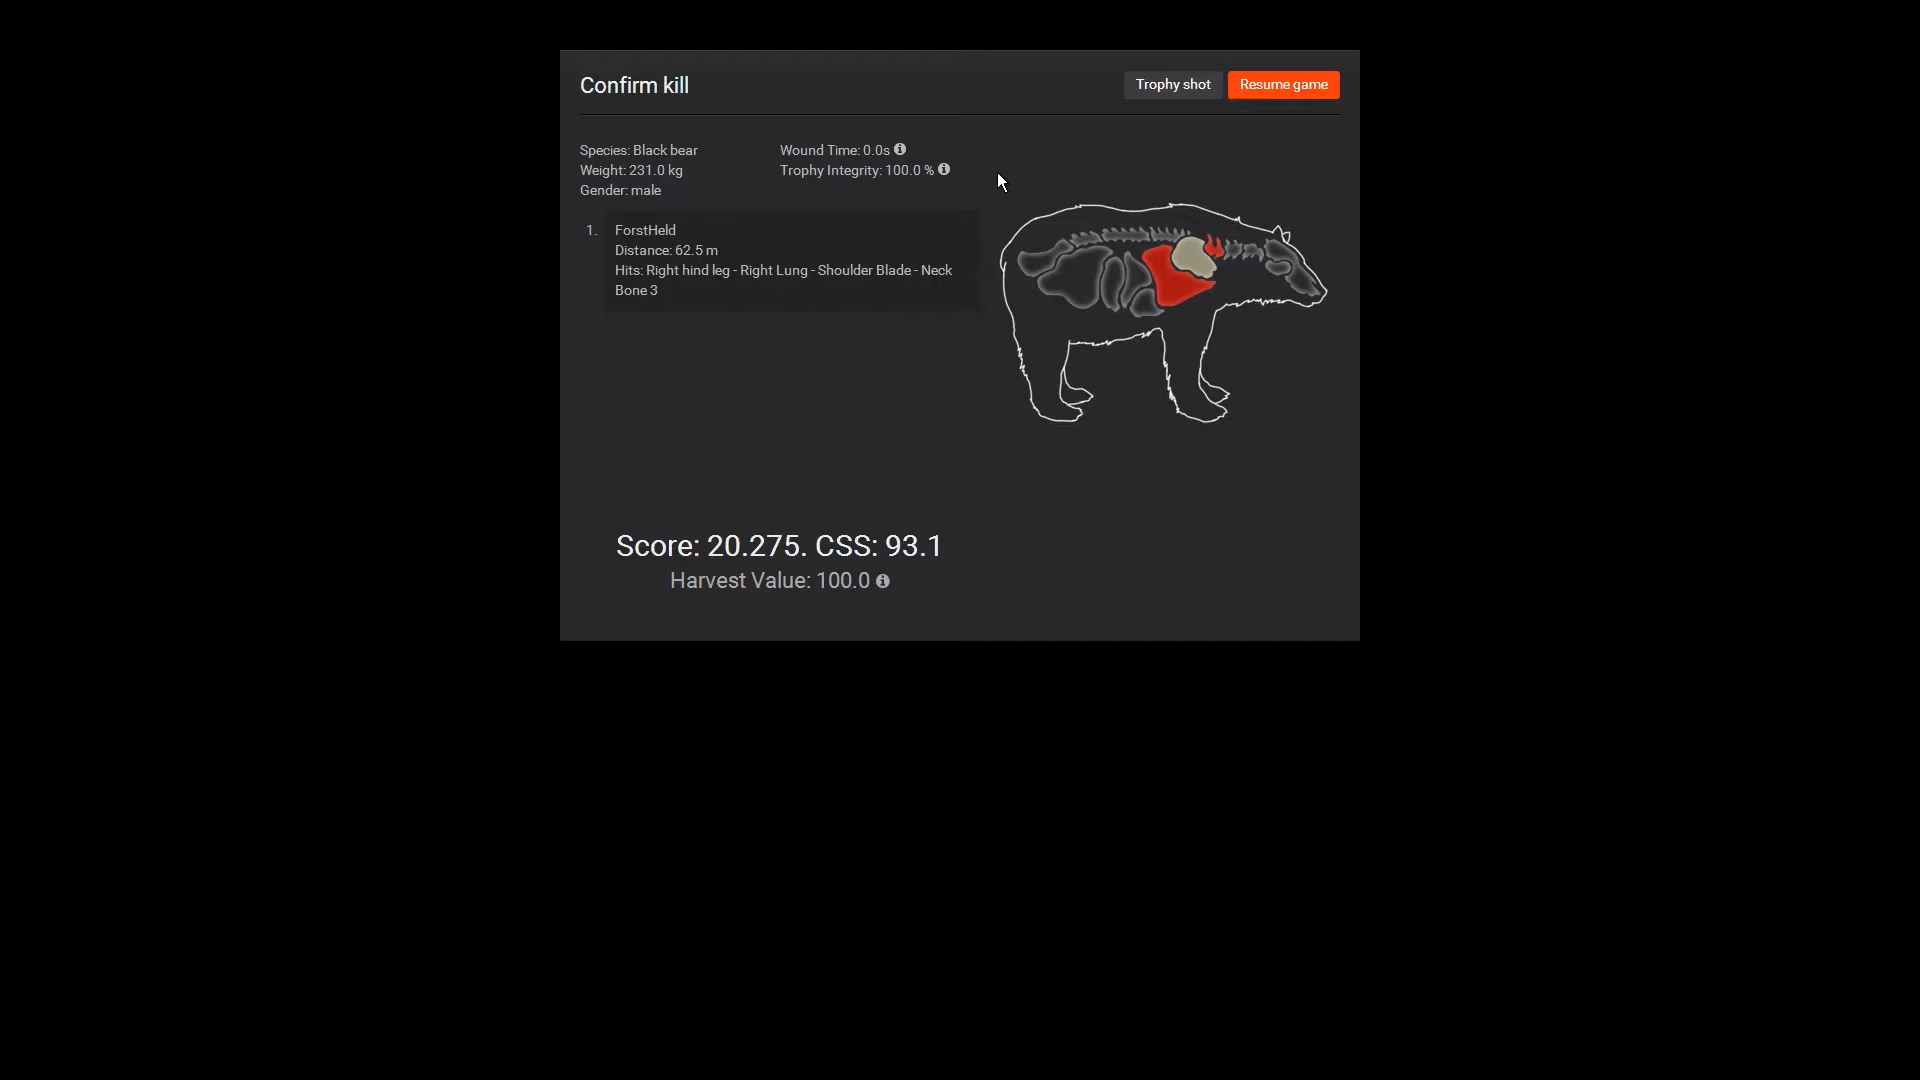 Confirm kill
Trophy shot
Resume game
Species: Black bear
Weight: 231.0 kg
Gender: male
Wound Time: 0.0s
Trophy Integrity: 100.0 %
1.
ForstHeld
Distance: 62.5 m
Hits: Right hind leg - Right Lung - Shoulder Blade - Neck
Bone 3
Score: 20.275. CSS: 93.1
Harvest Value: 100.0